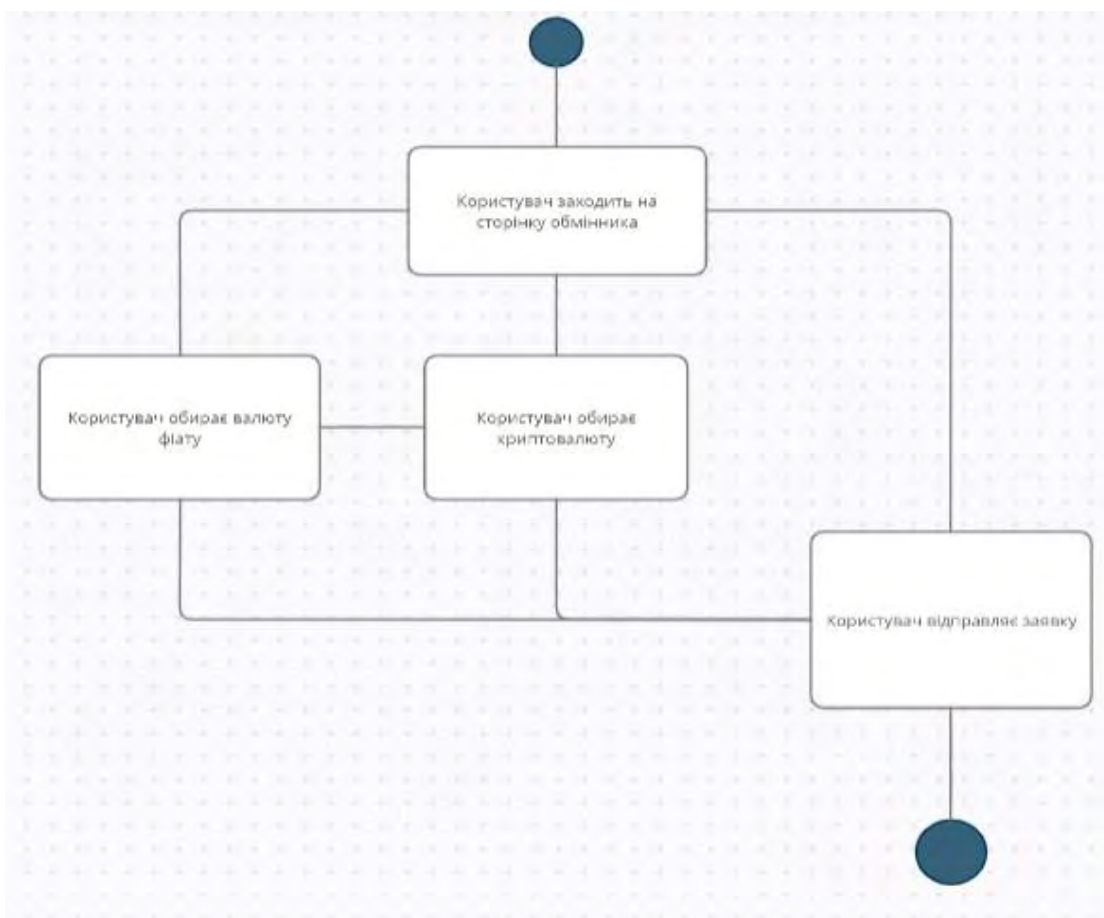 Користувач заходить на
сторінку обмінника
Користувач обирає валюту
фіату
Користувач обирає
криптовалюту
Користувач відправляє заявку